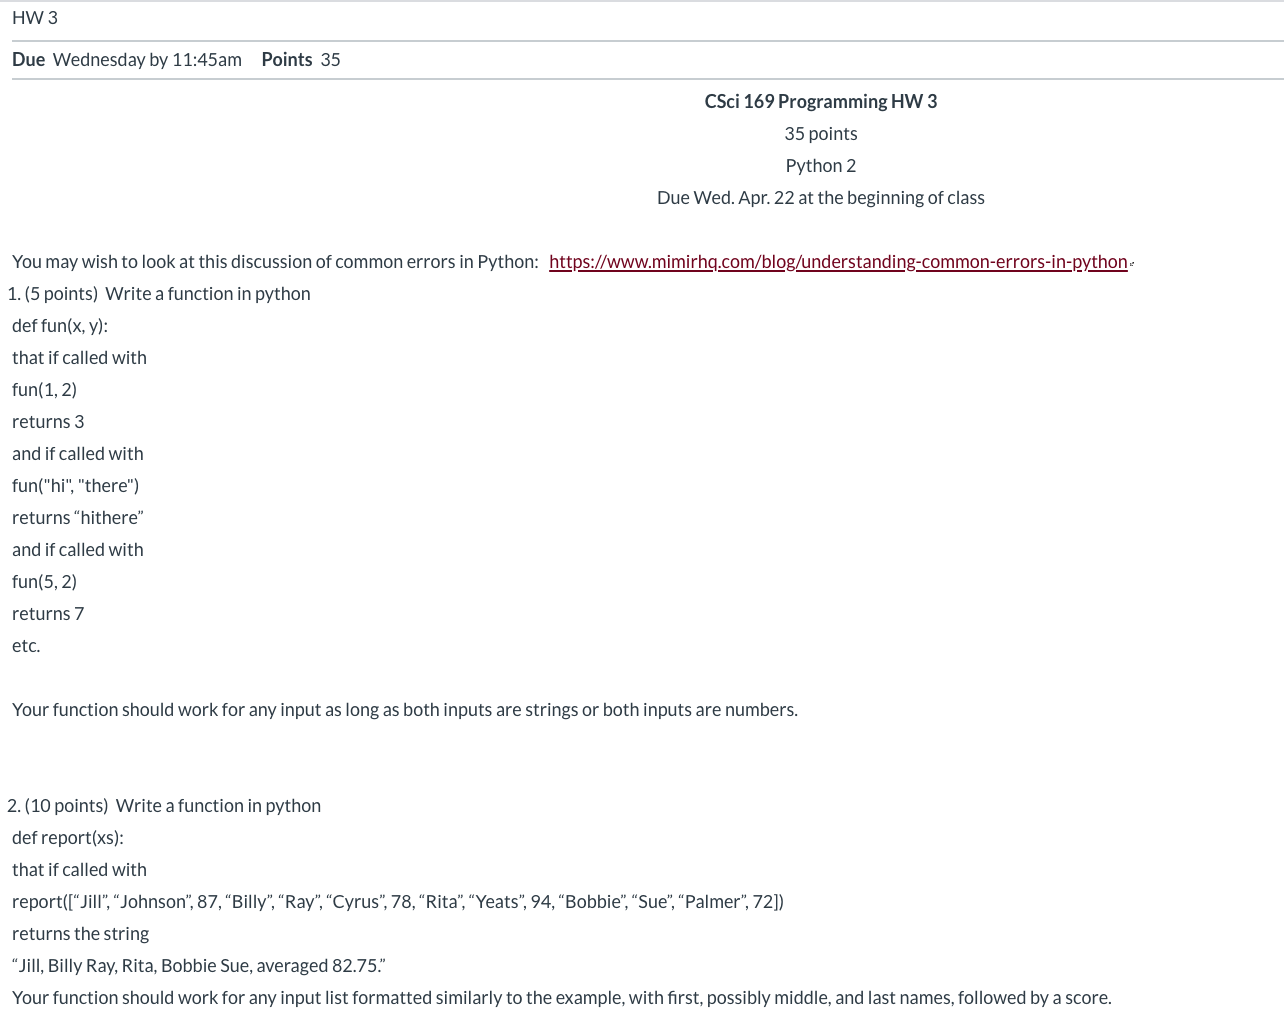 HW 3
Due Wednesday by 11:45am Points 35
CSci 169 Programming HW 3
35 points
Python 2
Due Wed. Apr. 22 at the beginning of class
You may wish to look at this discussion of common errors in Python: https://www.mimirhq.com/blog/understanding-common-errors-in-python
1. (5 points) Write a function in python
def fun(x, y):
that if called with
fun(1, 2)
returns 3
and if called with
fun("hi", "there")
returns “hithere”
and if called with
fun(5, 2)
returns 7
etc.
Your function should work for any input as long as both inputs are strings or both inputs are numbers.
2. (10 points) Write a function in python
def report(xs):
that if called with
report([“Jill”, “Johnson”, 87, “Billy”, “Ray”, “Cyrus”, 78, “Rita”, “Yeats”, 94, “Bobbie”, “Sue”, “Palmer”, 72])
returns the string
“Jill, Billy Ray, Rita, Bobbie Sue, averaged 82.75.”
Your function should work for any input list formatted similarly to the example, with first, possibly middle, and last names, followed by a score.